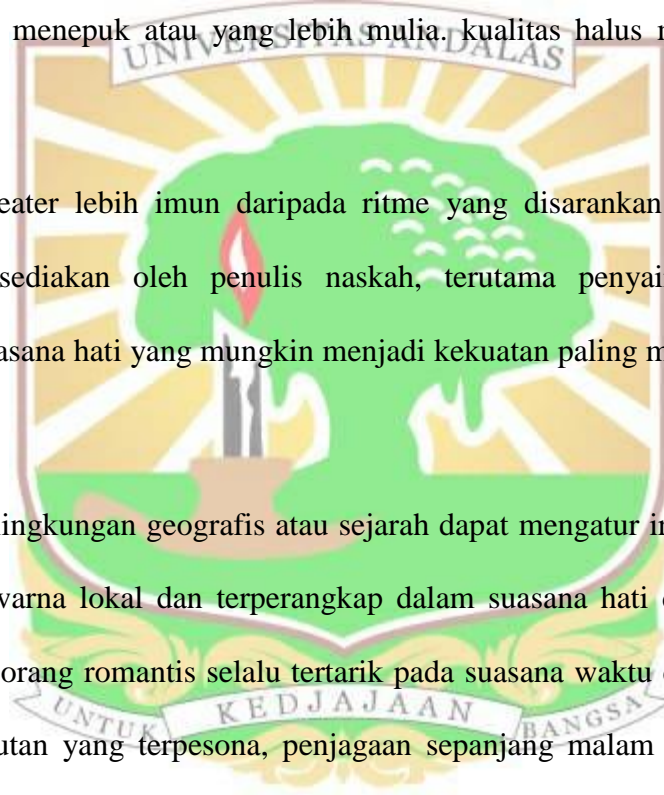 menepuk atau yang lebih mulia. kualitas halus
UNIVERSITAS ANDALAS
eater lebih imun daripada ritme yang disarankan
sediakan oleh penulis naskah, terutama penyai
asana hati yang mungkin menjadi kekuatan paling m
lingkungan geografis atau sejarah dapat mengatur
warna lokal dan terperangkap dalam suasana hati
orang romantis selalu tertarik pada suasana waktu
UNTUK KEDJAJAAN BANGSA
utan yang terpesona, penjagaan sepanjang malam